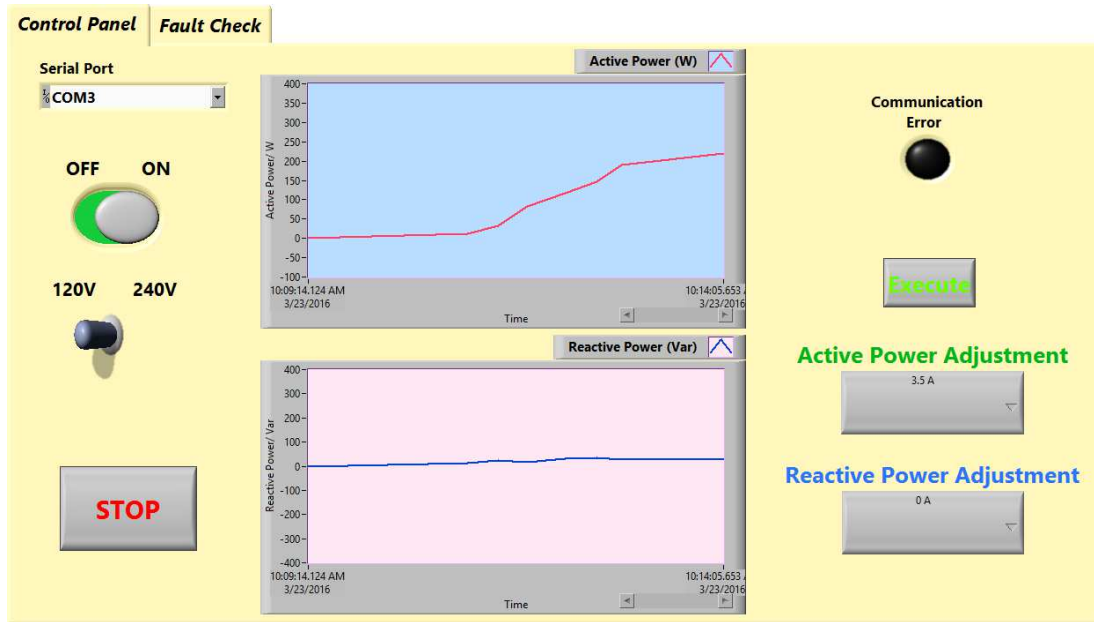 Control Panel
Fault Check
Serial Port
COM3
OFF ON
120V 240V
STOP
Active Power (W)
Active Power/ W
400
350
300
250
200
150
100
50
0
-50
-100
10:09:14.124 AM
3/23/2016
10:14:05.653
3/23/2016
Time
Reactive Power (Var)
Reactive Power/ Var
400
300
200
100
0
-100
-200
-300
-400
10:09:14.124 AM
3/23/2016
10:14:05.653
3/23/2016
Time
Communication
Error
Execute
Active Power Adjustment
3.5 A
Reactive Power Adjustment
0 A